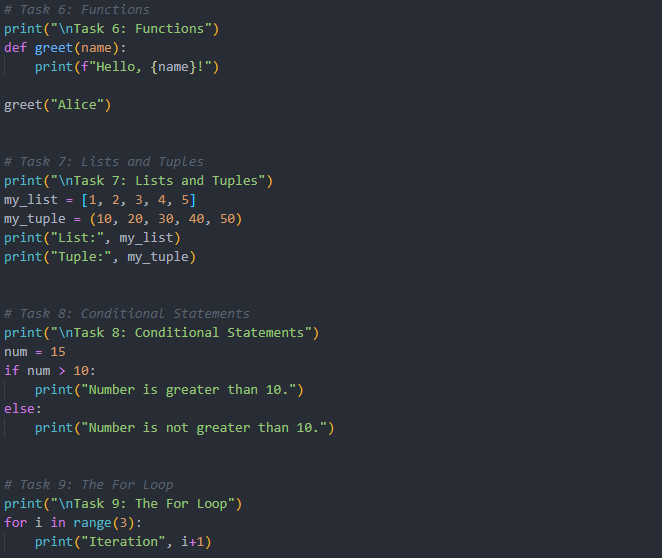 # Task 6: Functions
print("\nTask 6: Functions")
def greet(name):
    print(f"Hello, {name}!")

greet("Alice")


# Task 7: Lists and Tuples
print("\nTask 7: Lists and Tuples")
my_list = [1, 2, 3, 4, 5]
my_tuple = (10, 20, 30, 40, 50)
print("List:", my_list)
print("Tuple:", my_tuple)


# Task 8: Conditional Statements
print("\nTask 8: Conditional Statements")
num = 15
if num > 10:
    print("Number is greater than 10.")
else:
    print("Number is not greater than 10.")


# Task 9: The For Loop
print("\nTask 9: The For Loop")
for i in range(3):
    print("Iteration", i+1)